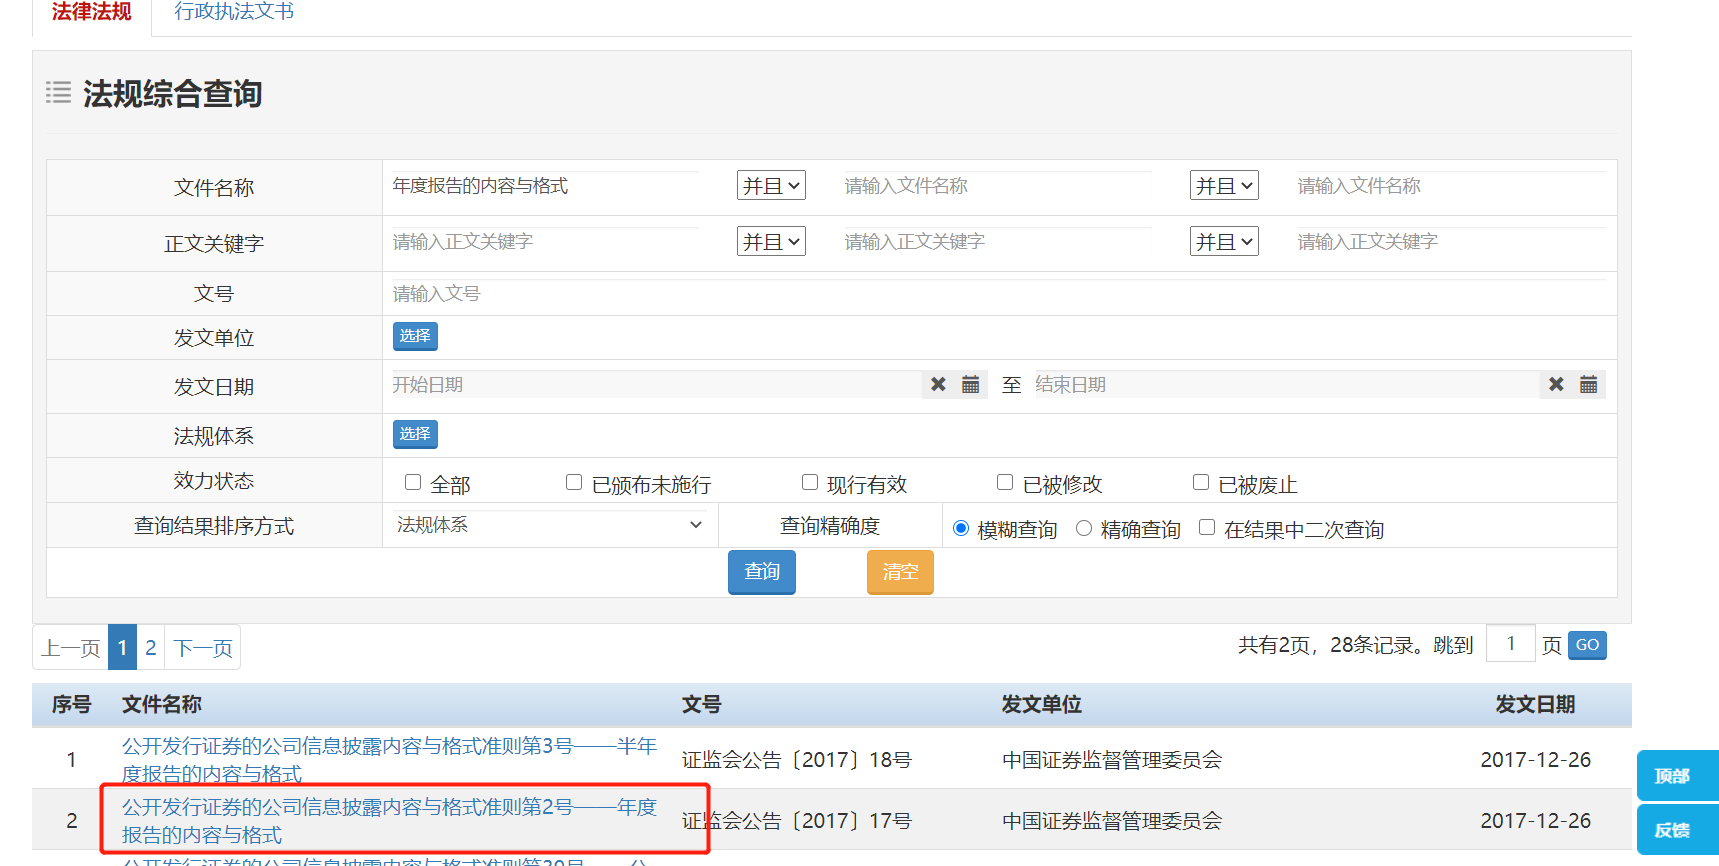 法律法规 行政执法文书
法规综合查询
文件名称 年度报告的内容与格式 并且 请输入文件名称 并且 请输入文件名称
正文关键字 请输入正文关键字 并且 请输入正文关键字 并且 请输入正文关键字
文号 请输入文号
发文单位 选择
发文日期 开始日期 至 结束日期
法规体系 选择
效力状态 全部 已颁布未施行 现行有效 已被修改 已被废止
查询结果排序方式 法规体系 查询精确度 模糊查询 精确查询 在结果中二次查询
查询 清空
上一页 1 2 下一页 共有2页，28条记录。跳到 1 页 GO
序号 文件名称 文号 发文单位 发文日期
1 公开发行证券的公司信息披露内容与格式准则第3号——半年
度报告的内容与格式 证监会公告〔2017〕18号 中国证券监督管理委员会 2017-12-26
2 公开发行证券的公司信息披露内容与格式准则第2号——年度
报告的内容与格式 证监会公告〔2017〕17号 中国证券监督管理委员会 2017-12-26
顶部
反馈